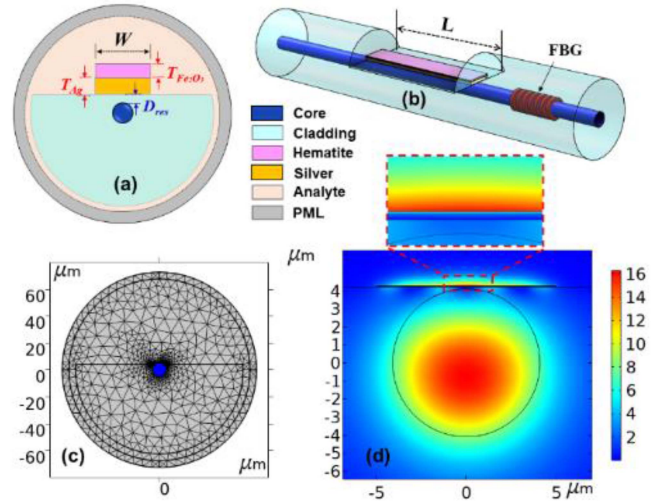 W
T_Fe₂O₃
T_Ag
D_res
(a)
L
FBG
(b)
Core
Cladding
Hematite
Silver
Analyte
PML
μm
60
40
20
0
-20
-40
-60
(c)
μm
0
μm
4
3
2
1
0
-1
-2
-3
-4
-5
-6
(d)
-5
0
5
μm
16
14
12
10
8
6
4
2